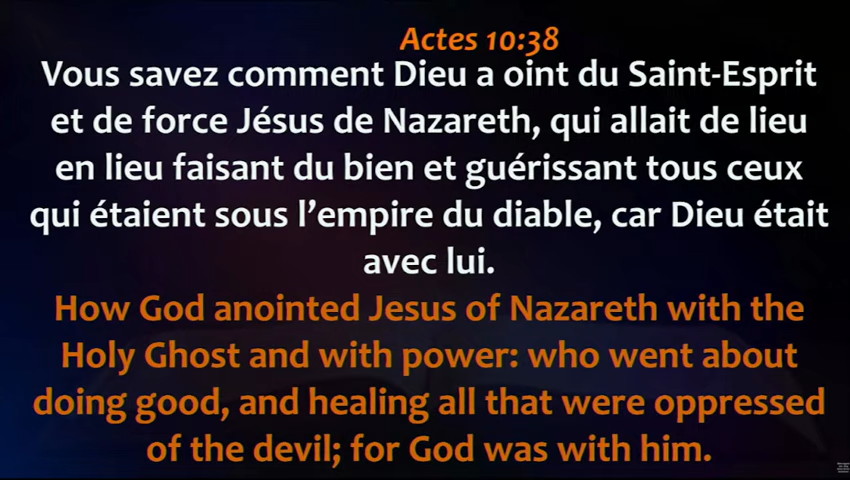 Actes 10:38
Vous savez comment Dieu a oint du Saint-Esprit
et de force Jésus de Nazareth, qui allait de lieu
en lieu faisant du bien et guérissant tous ceux
qui étaient sous l’empire du diable, car Dieu était
avec lui.
How God anointed Jesus of Nazareth with the
Holy Ghost and with power: who went about
doing good, and healing all that were oppressed
of the devil; for God was with him.